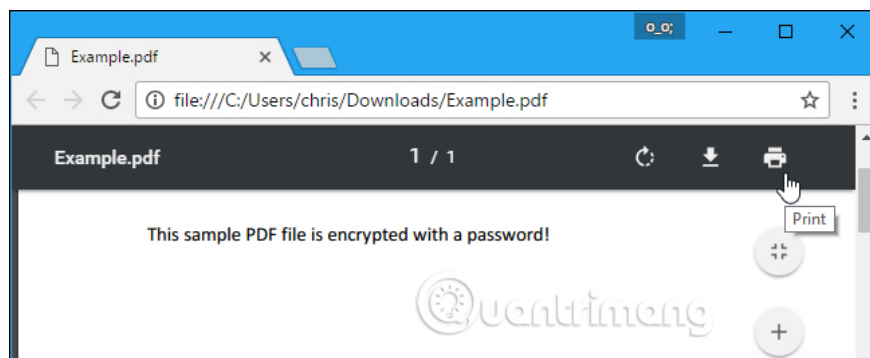 o_o;
Example.pdf
file:///C:/Users/chris/Downloads/Example.pdf
Example.pdf 1 / 1
Print
This sample PDF file is encrypted with a password!
Quantrimang